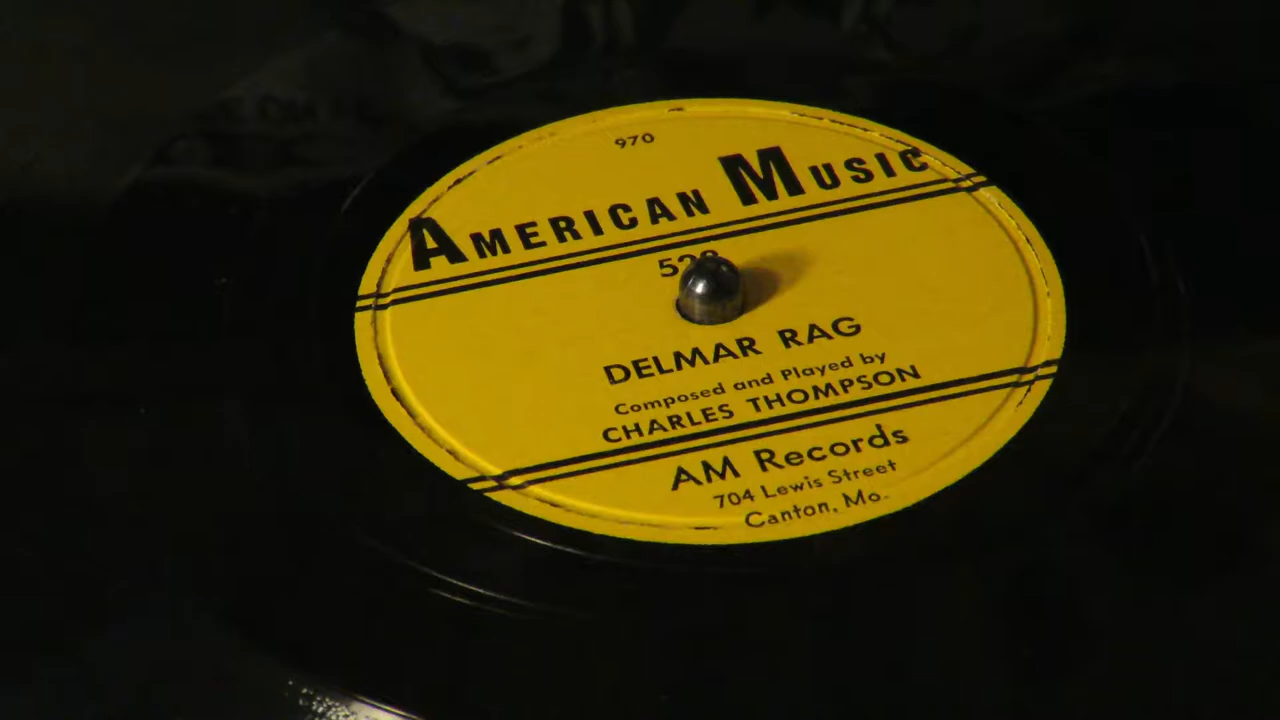 970
AMERICAN MUSIC
DELMAR RAG
Composed and Played by
CHARLES THOMPSON
AM Records
704 Lewis Street
Canton, Mo.